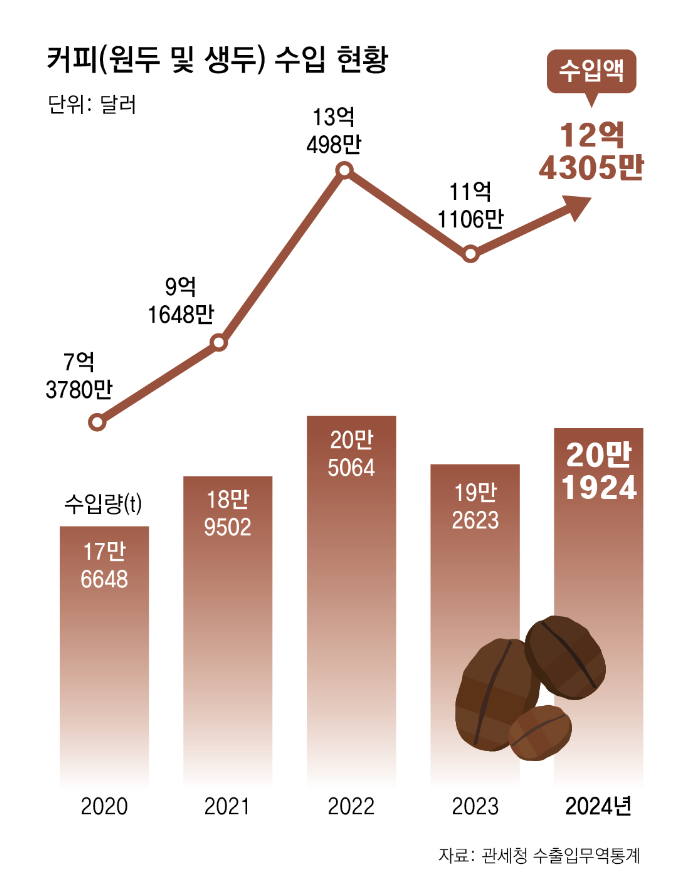 커피(원두 및 생두) 수입 현황
단위: 달러
수입액
7억
3780만
9억
1648만
13억
498만
11억
1106만
12억
4305만
수입량(t)
17만
6648
18만
9502
20만
5064
19만
2623
20만
1924
2020
2021
2022
2023
2024년
자료: 관세청 수출입무역통계